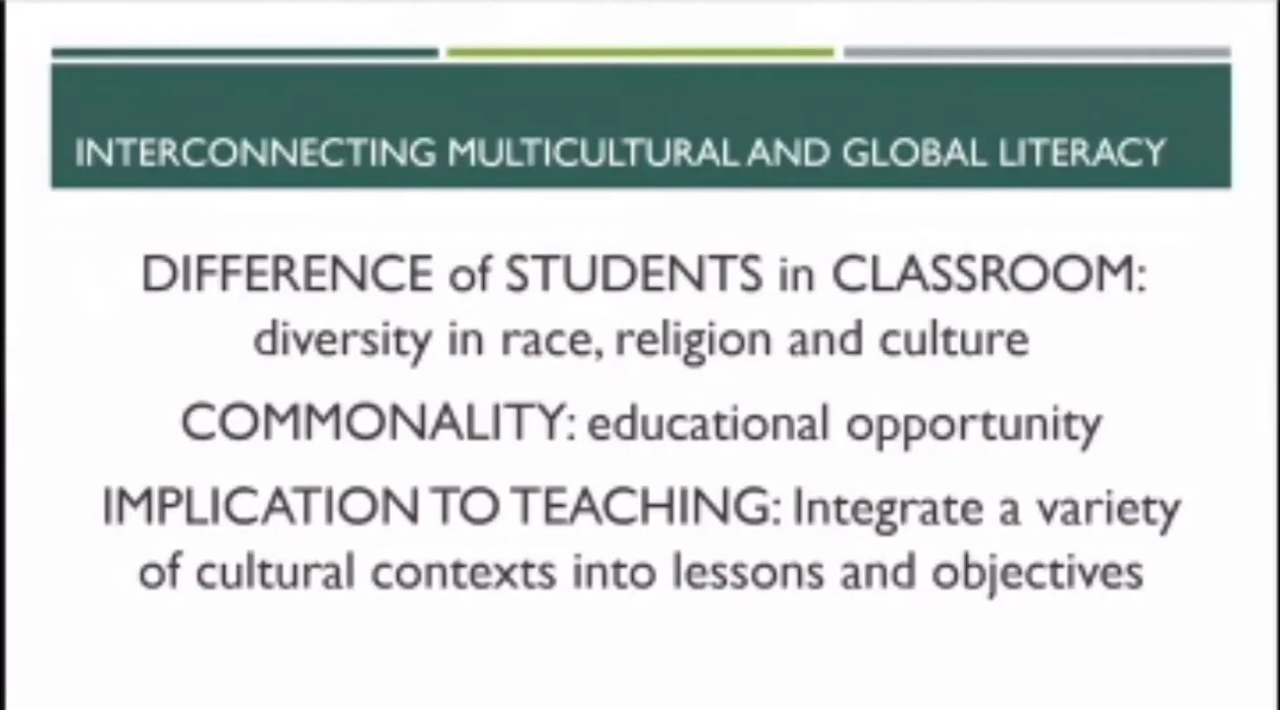 INTERCONNECTING MULTICULTURAL AND GLOBAL LITERACY
DIFFERENCE of STUDENTS in CLASSROOM:
diversity in race, religion and culture
COMMONALITY: educational opportunity
IMPLICATION TO TEACHING: Integrate a variety
of cultural contexts into lessons and objectives